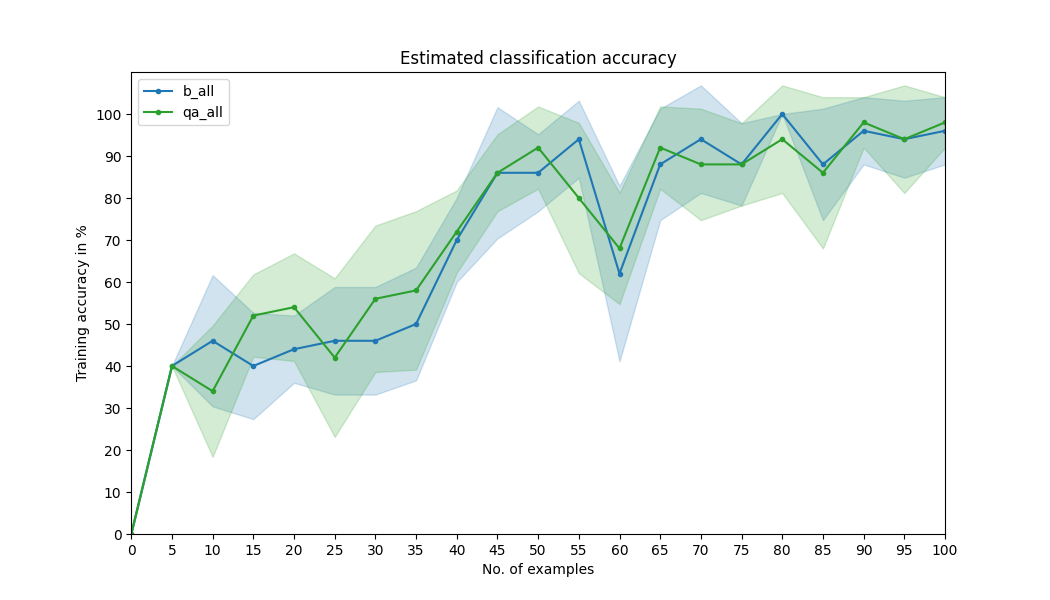 Estimated classification accuracy
b_all
qa_all
Training accuracy in %
100
90
80
70
60
50
40
30
20
10
0
0 5 10 15 20 25 30 35 40 45 50 55 60 65 70 75 80 85 90 95 100
No. of examples